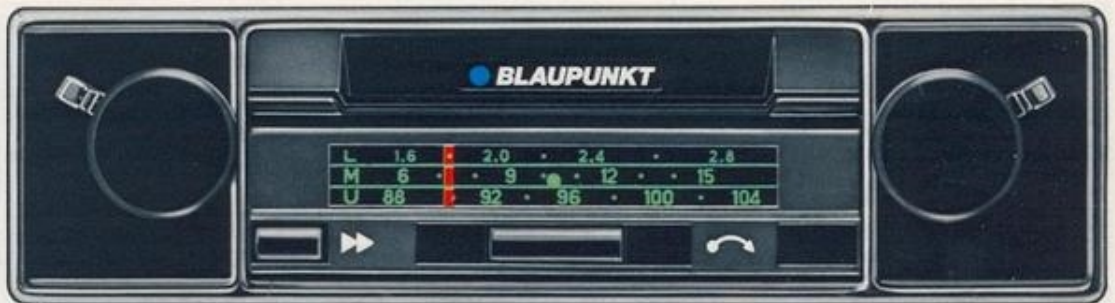 BLAUPUNKT
L 1.6 • 2.0 • 2.4 • 2.8
M 6 • • 9 • 12 • 15
U 88 • 92 • 96 • 100 • 104